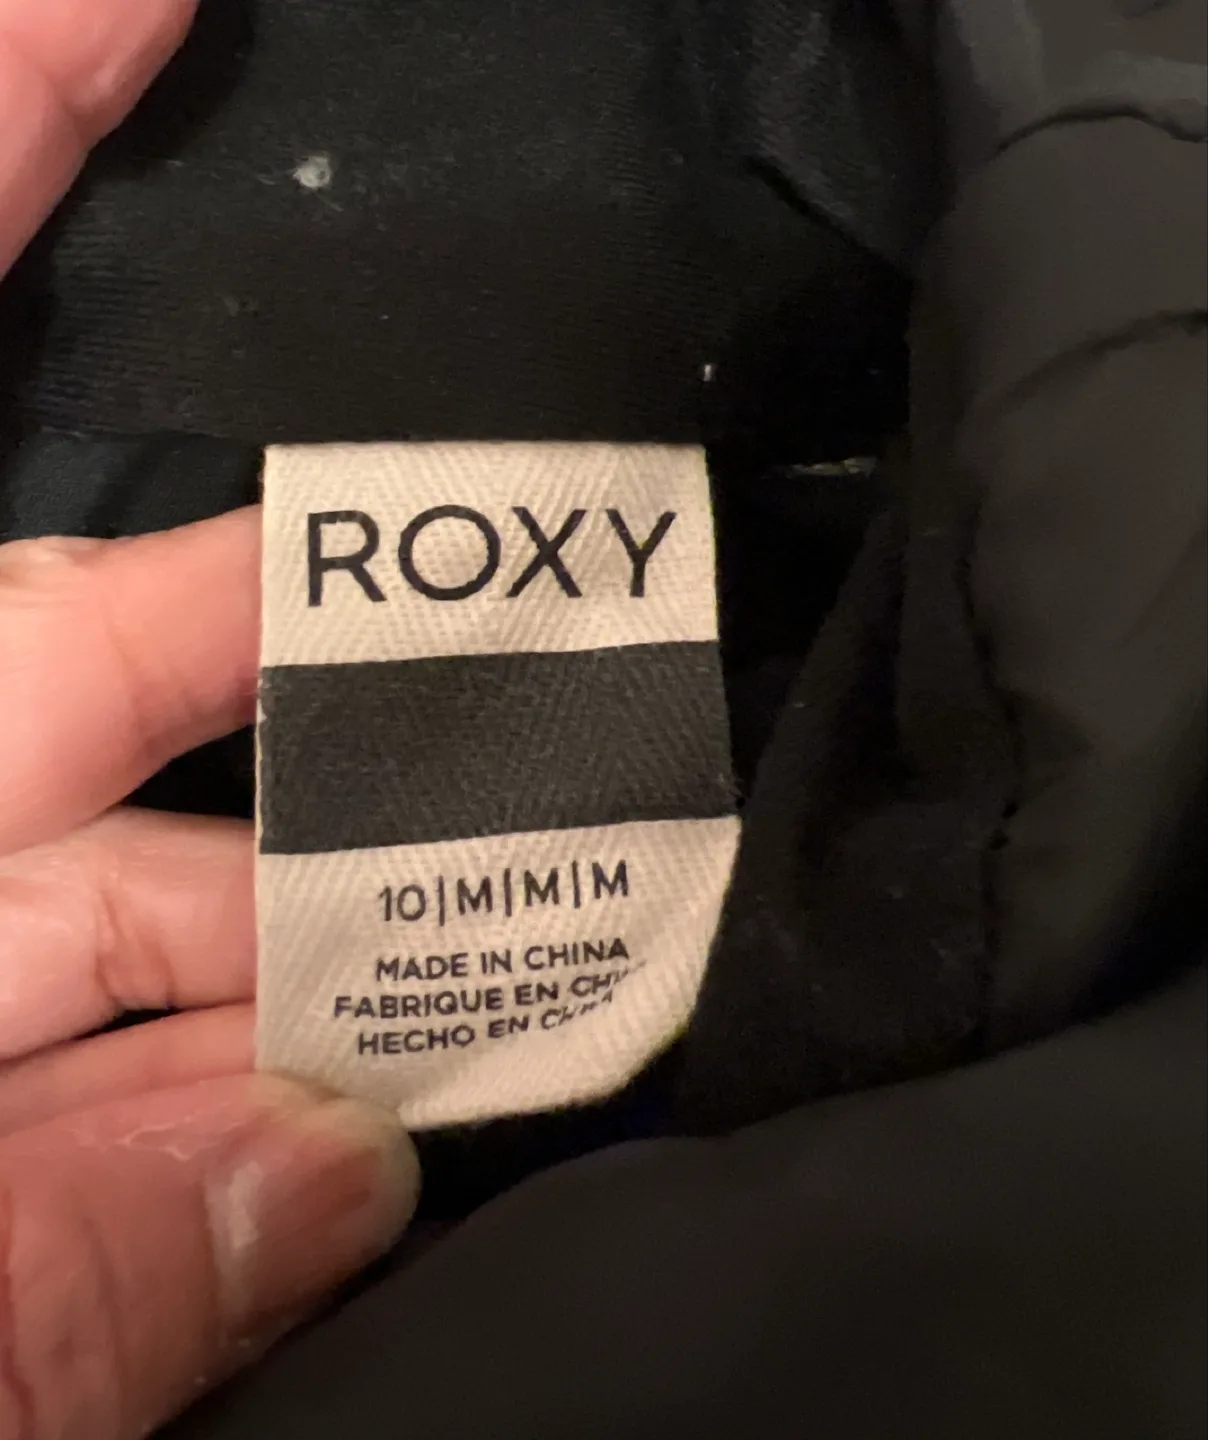 ROXY
10|M|M|M
MADE IN CHINA
FABRIQUE EN
HECHO EN